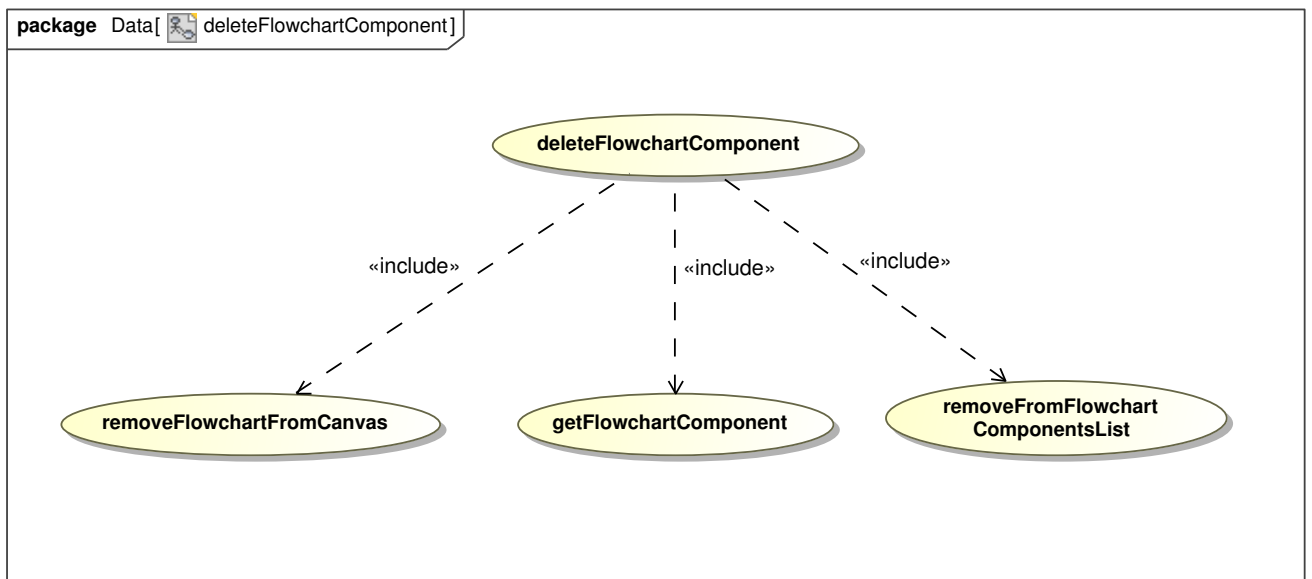 package Data[ deleteFlowchartComponent]
deleteFlowchartComponent
«include»
«include»
«include»
removeFlowchartFromCanvas
getFlowchartComponent
removeFromFlowchart
ComponentsList